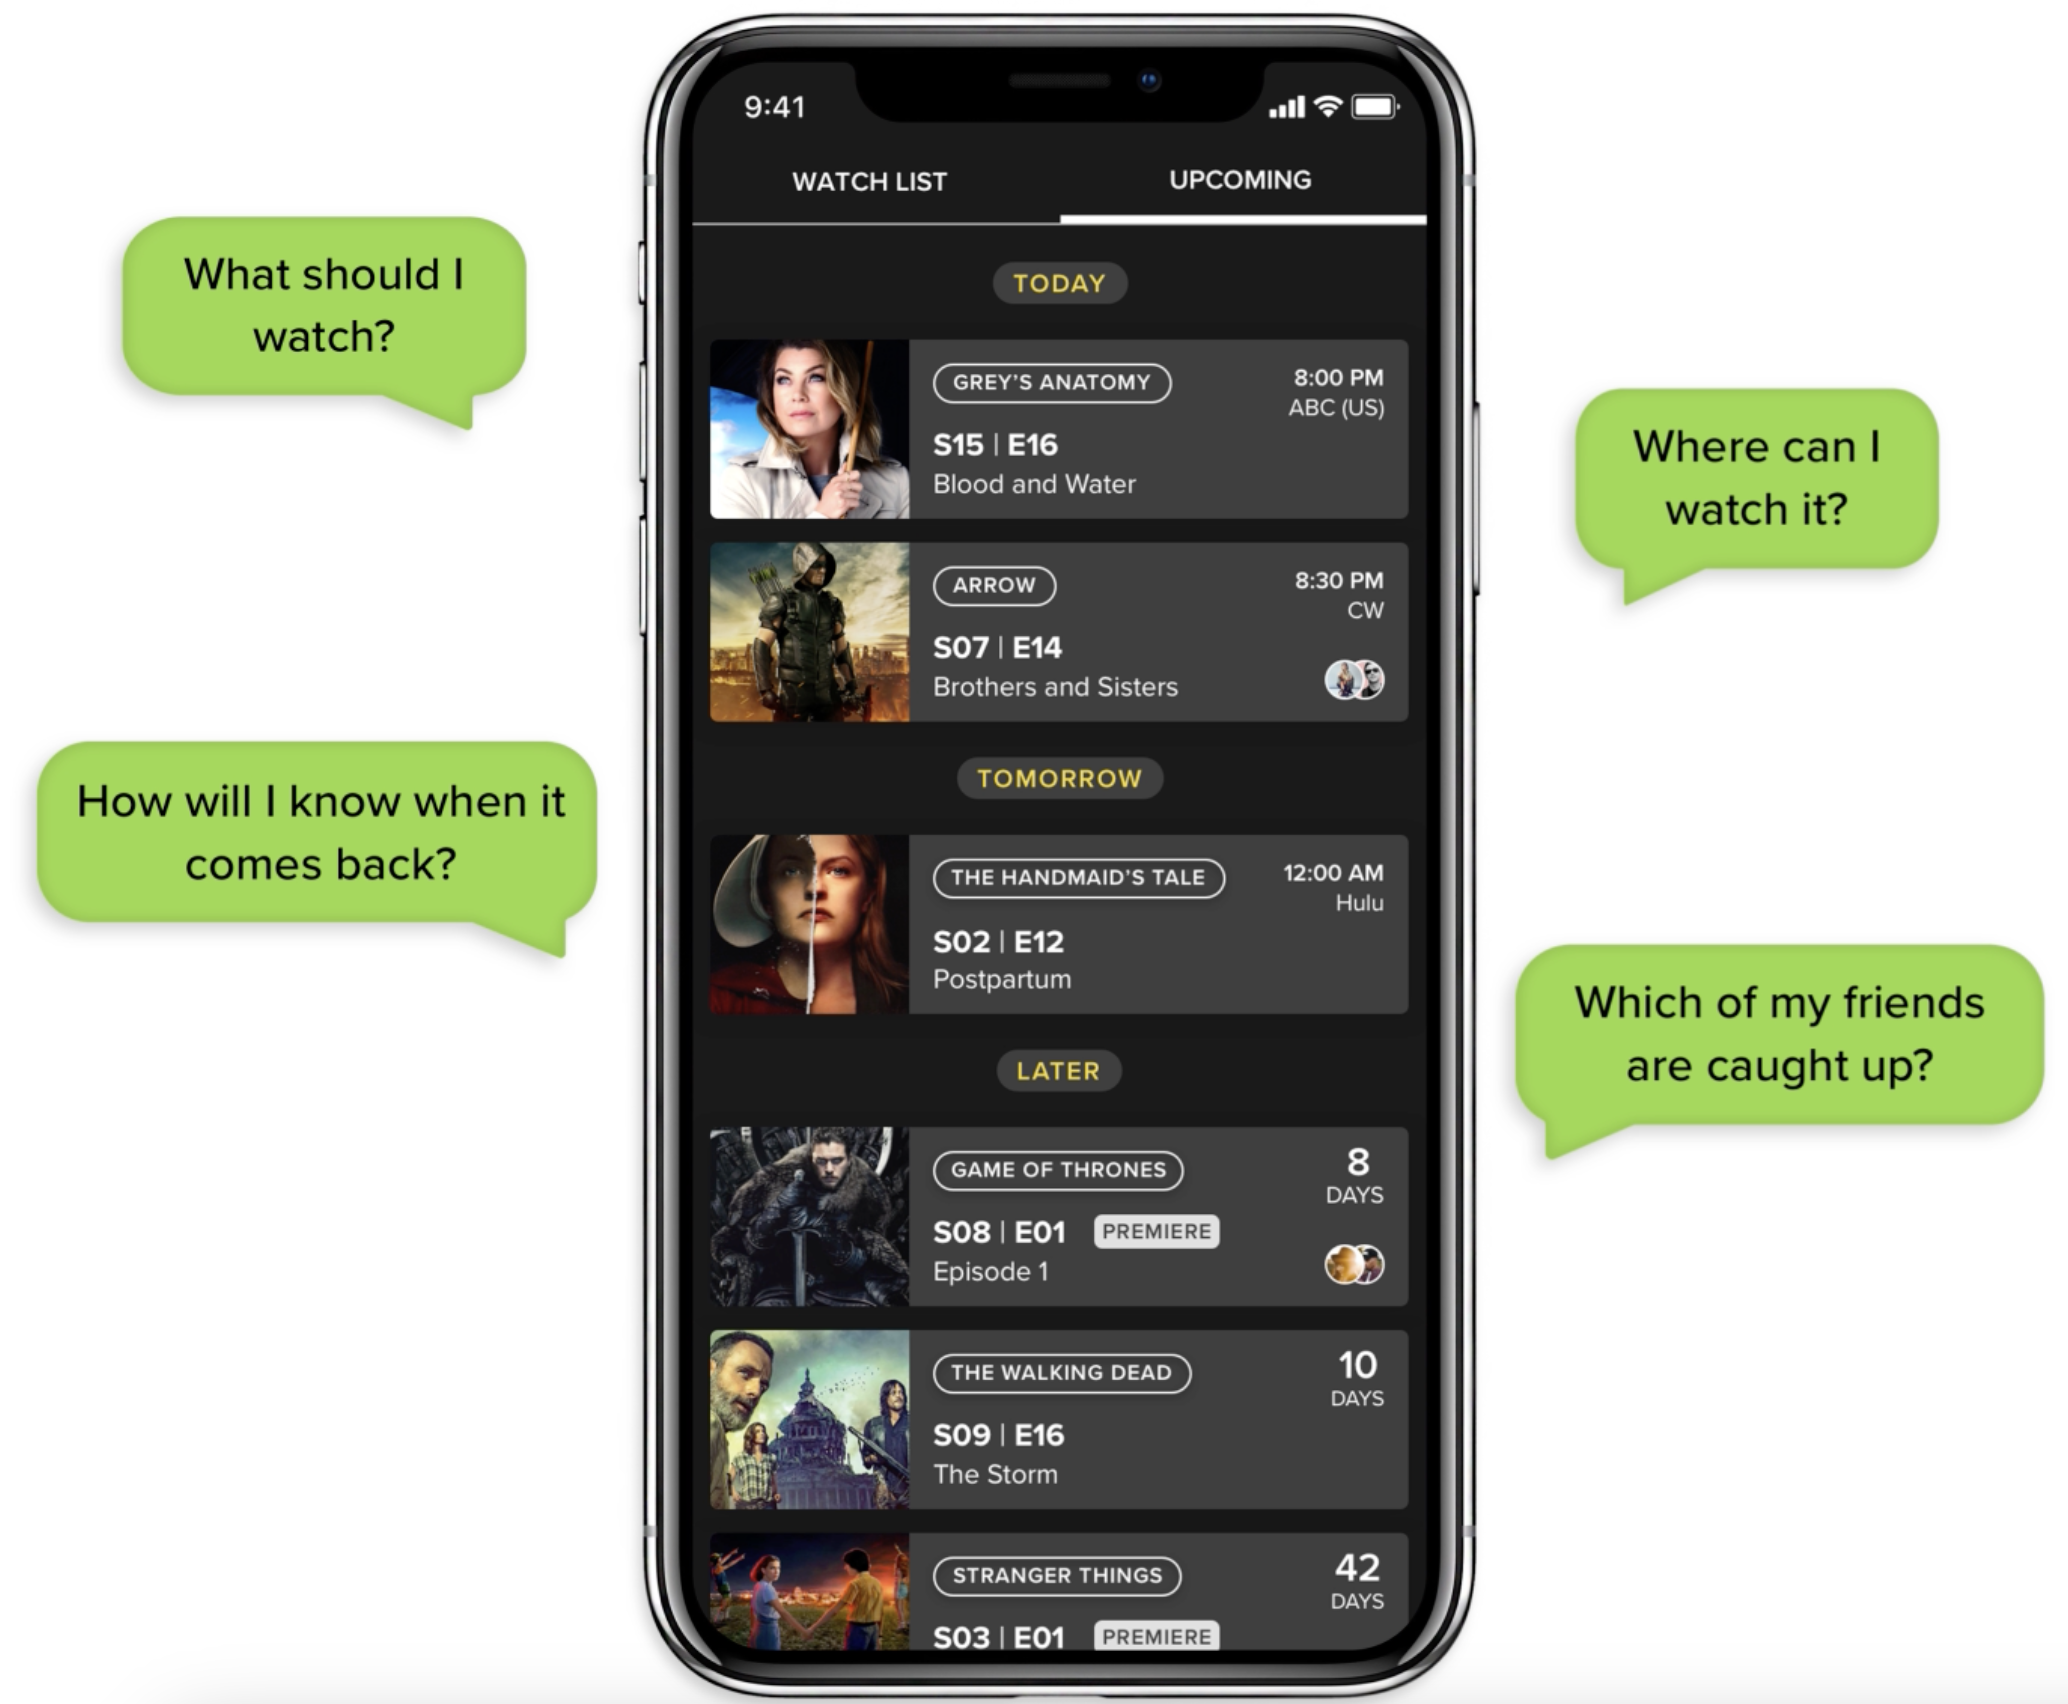 9:41
WATCH LIST
UPCOMING
TODAY
GREY'S ANATOMY
8:00 PM
ABC (US)
S15 | E16
Blood and Water
ARROW
8:30 PM
CW
S07 | E14
Brothers and Sisters
TOMORROW
THE HANDMAID'S TALE
12:00 AM
Hulu
S02 | E12
Postpartum
LATER
GAME OF THRONES
8
DAYS
S08 | E01 PREMIERE
Episode 1
THE WALKING DEAD
10
DAYS
S09 | E16
The Storm
STRANGER THINGS
42
DAYS
S03 | E01 PREMIERE
What should I
watch?
How will I know when it
comes back?
Where can I
watch it?
Which of my friends
are caught up?